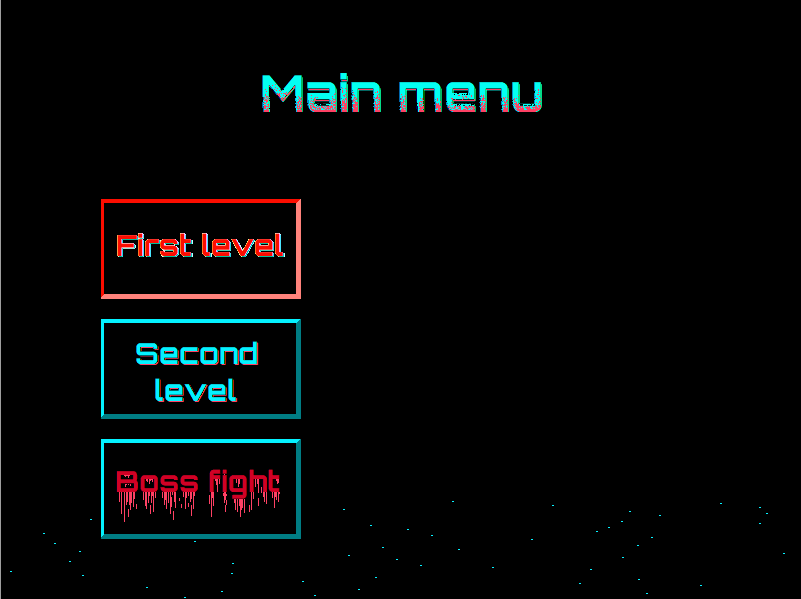 Main menu
First level
Second
level
Boss fight